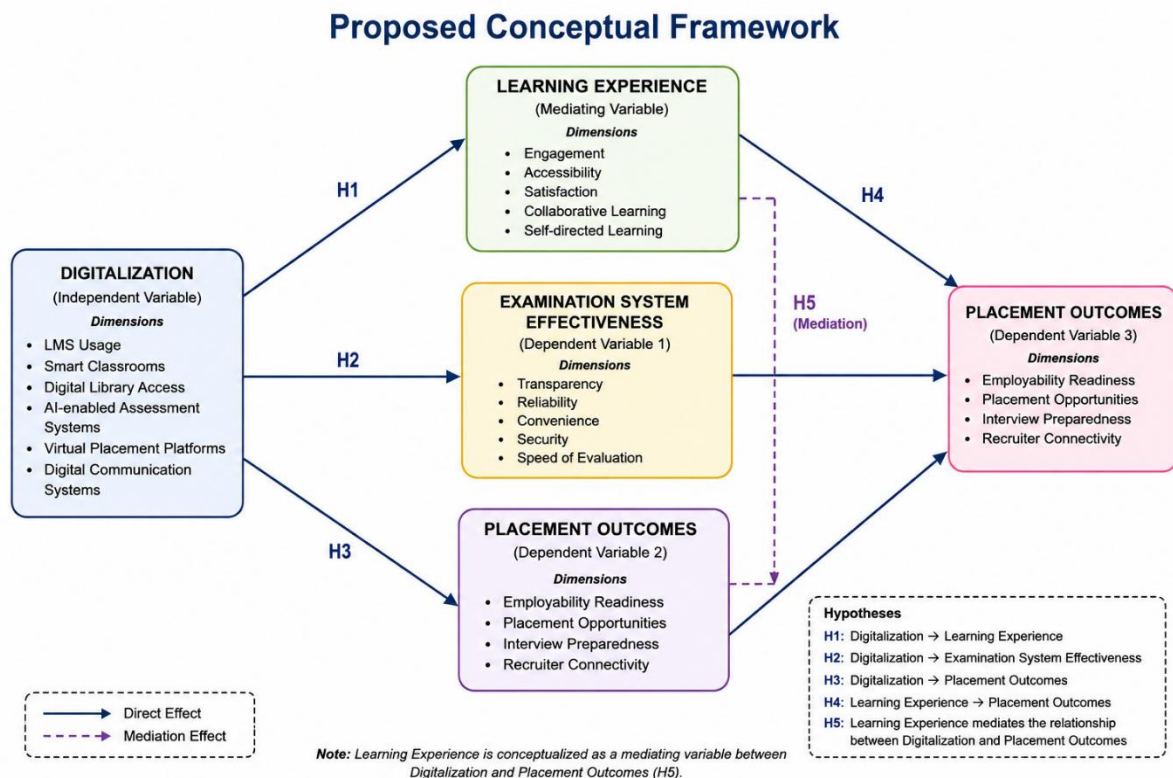 Proposed Conceptual Framework
LEARNING EXPERIENCE
(Mediating Variable)
Dimensions
• Engagement
• Accessibility
• Satisfaction
• Collaborative Learning
• Self-directed Learning
H1
H4
DIGITALIZATION
(Independent Variable)
Dimensions
• LMS Usage
• Smart Classrooms
• Digital Library Access
• AI-enabled Assessment
Systems
• Virtual Placement Platforms
• Digital Communication
Systems
H2
EXAMINATION SYSTEM
EFFECTIVENESS
(Dependent Variable 1)
Dimensions
• Transparency
• Reliability
• Convenience
• Security
• Speed of Evaluation
H5
(Mediation)
PLACEMENT OUTCOMES
(Dependent Variable 3)
Dimensions
• Employability Readiness
• Placement Opportunities
• Interview Preparedness
• Recruiter Connectivity
H3
PLACEMENT OUTCOMES
(Dependent Variable 2)
Dimensions
• Employability Readiness
• Placement Opportunities
• Interview Preparedness
• Recruiter Connectivity
Direct Effect
Mediation Effect
Hypotheses
H1: Digitalization → Learning Experience
H2: Digitalization → Examination System Effectiveness
H3: Digitalization → Placement Outcomes
H4: Learning Experience → Placement Outcomes
H5: Learning Experience mediates the relationship
between Digitalization and Placement Outcomes
Note: Learning Experience is conceptualized as a mediating variable between
Digitalization and Placement Outcomes (H5).